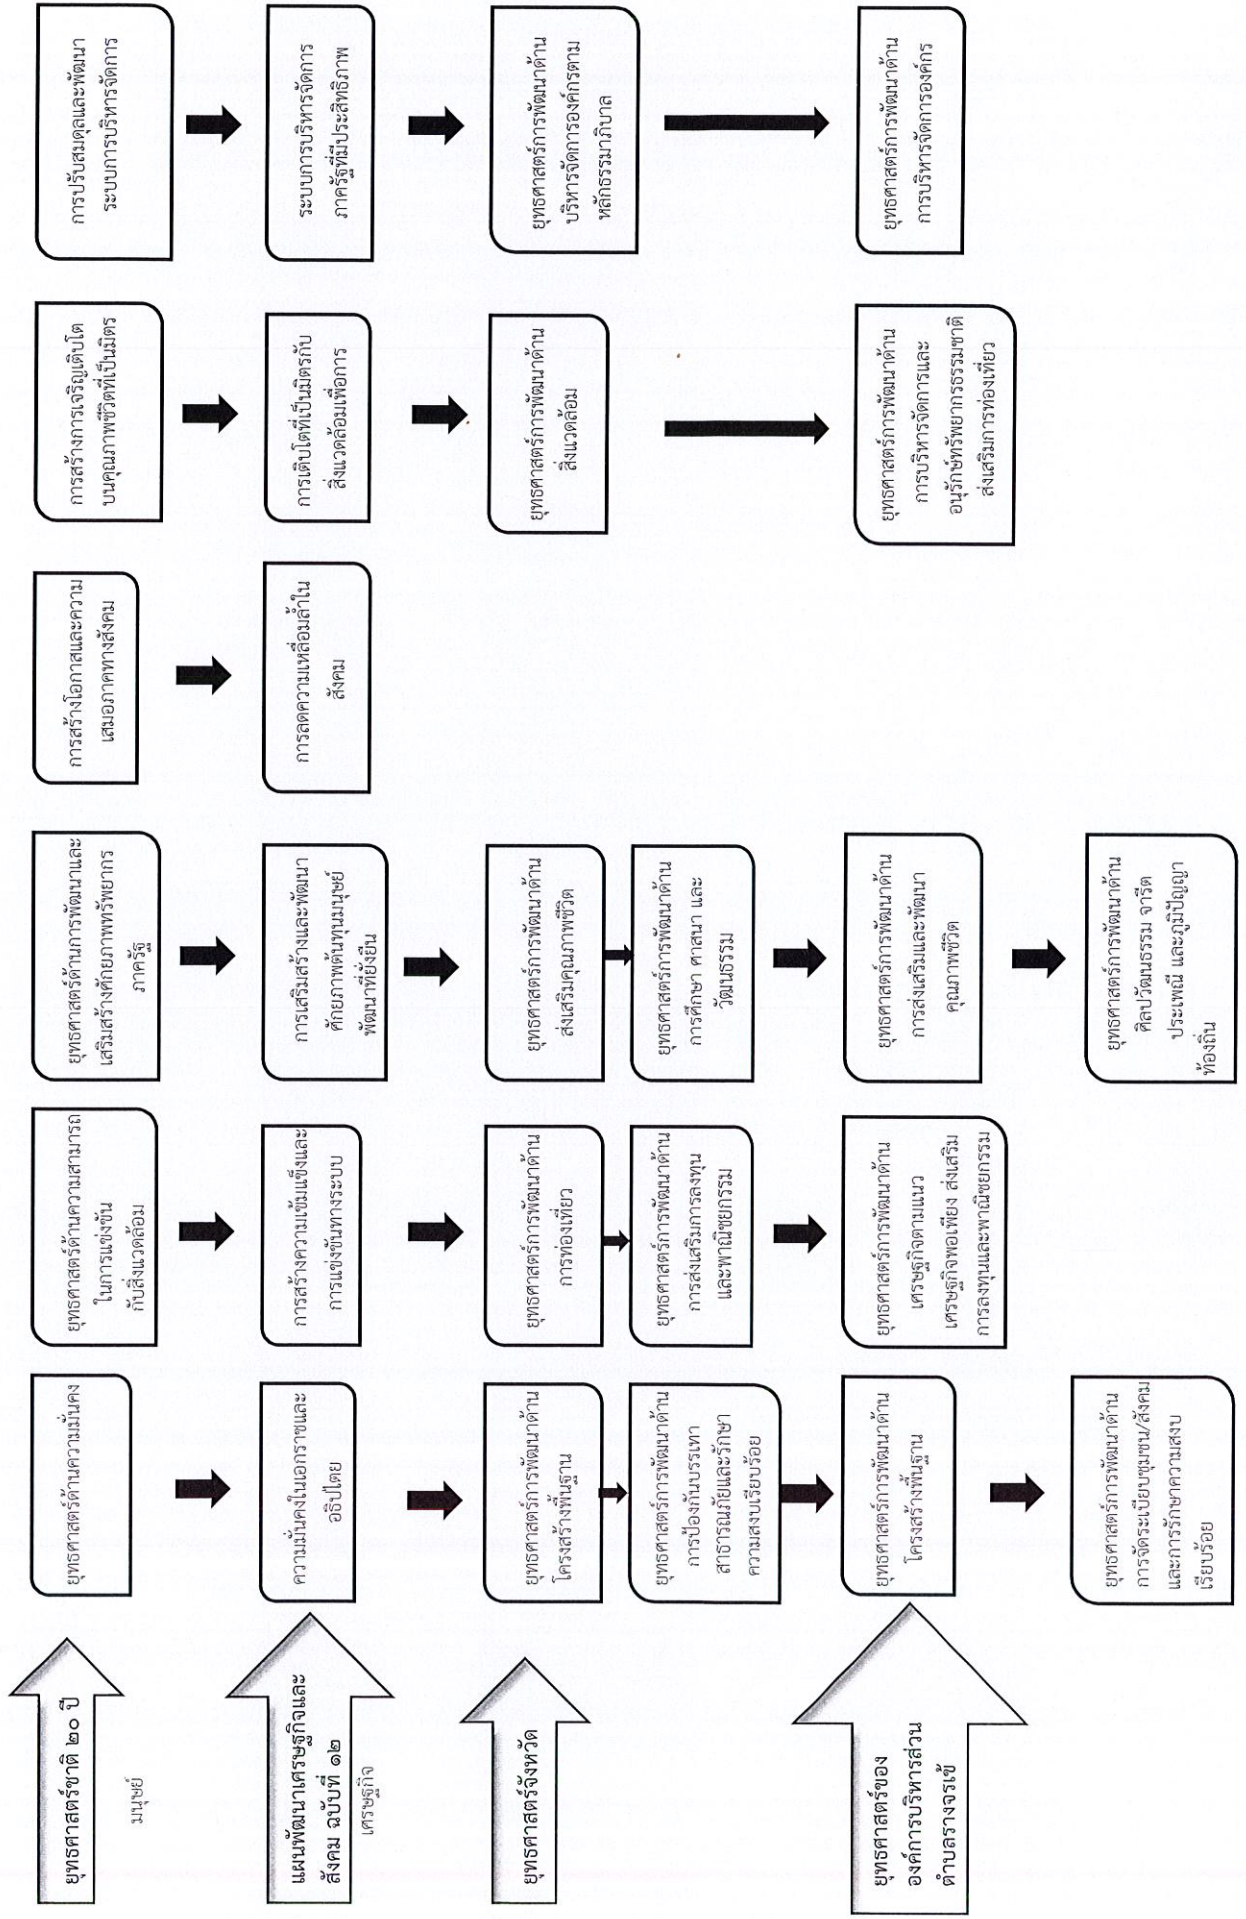 ยุทธศาสตร์ชาติ ๒๐ ปี
มนุษย์
ยุทธศาสตร์ด้านความมั่นคง
ยุทธศาสตร์ด้านความสามารถ
ในการแข่งขัน
กับสิ่งแวดล้อม
ยุทธศาสตร์ด้านการพัฒนาและ
เสริมสร้างศักยภาพทรัพยากร
ภาครัฐ
การสร้างโอกาสและความ
เสมอภาคทางสังคม
การสร้างการเจริญเติบโต
บนคุณภาพชีวิตที่เป็นมิตร
การปรับสมดุลและพัฒนา
ระบบการบริหารจัดการ
แผนพัฒนาเศรษฐกิจและ
สังคม ฉบับที่ ๑๒
เศรษฐกิจ
ความมั่นคงในเอกราชและ
อธิปไตย
การสร้างความเข้มแข็งและ
การแข่งขันทางระบบ
การเสริมสร้างและพัฒนา
ศักยภาพต้นทุนมนุษย์
พัฒนาที่ยั่งยืน
การลดความเหลื่อมล้ำใน
สังคม
การเติบโตที่เป็นมิตรกับ
สิ่งแวดล้อมเพื่อการ
ระบบการบริหารจัดการ
ภาครัฐที่มีประสิทธิภาพ
ยุทธศาสตร์จังหวัด
ยุทธศาสตร์การพัฒนาด้าน
โครงสร้างพื้นฐาน
ยุทธศาสตร์การพัฒนาด้าน
การป้องกันบรรเทา
สาธารณภัยและรักษา
ความสงบเรียบร้อย
ยุทธศาสตร์การพัฒนาด้าน
การท่องเที่ยว
ยุทธศาสตร์การพัฒนาด้าน
การส่งเสริมการลงทุน
และพาณิชยกรรม
ยุทธศาสตร์การพัฒนาด้าน
ส่งเสริมคุณภาพชีวิต
ยุทธศาสตร์การพัฒนาด้าน
การศึกษา ศาสนา และ
วัฒนธรรม
ยุทธศาสตร์การพัฒนาด้าน
สิ่งแวดล้อม
ยุทธศาสตร์การพัฒนาด้าน
บริหารจัดการองค์กรตาม
หลักธรรมาภิบาล
ยุทธศาสตร์ของ
องค์การบริหารส่วน
ตำบลรางจรเข้
ยุทธศาสตร์การพัฒนาด้าน
โครงสร้างพื้นฐาน
ยุทธศาสตร์การพัฒนาด้าน
เศรษฐกิจตามแนว
เศรษฐกิจพอเพียง ส่งเสริม
การลงทุนและพาณิชยกรรม
ยุทธศาสตร์การพัฒนาด้าน
การส่งเสริมและพัฒนา
คุณภาพชีวิต
ยุทธศาสตร์การพัฒนาด้าน
การบริหารจัดการและ
อนุรักษ์ทรัพยากรธรรมชาติ
ส่งเสริมการท่องเที่ยว
ยุทธศาสตร์การพัฒนาด้าน
การบริหารจัดการองค์กร
ยุทธศาสตร์การพัฒนาด้าน
การจัดระเบียบชุมชน/สังคม
และการรักษาความสงบ
เรียบร้อย
ยุทธศาสตร์การพัฒนาด้าน
ศิลปวัฒนธรรม จารีต
ประเพณี และภูมิปัญญา
ท้องถิ่น